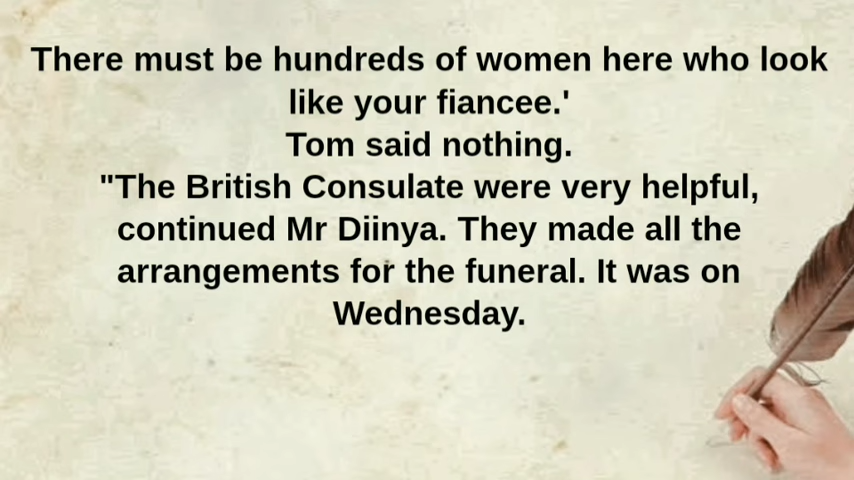 There must be hundreds of women here who look
like your fiancee.'
Tom said nothing.
"The British Consulate were very helpful,
continued Mr Diinya. They made all the
arrangements for the funeral. It was on
Wednesday.